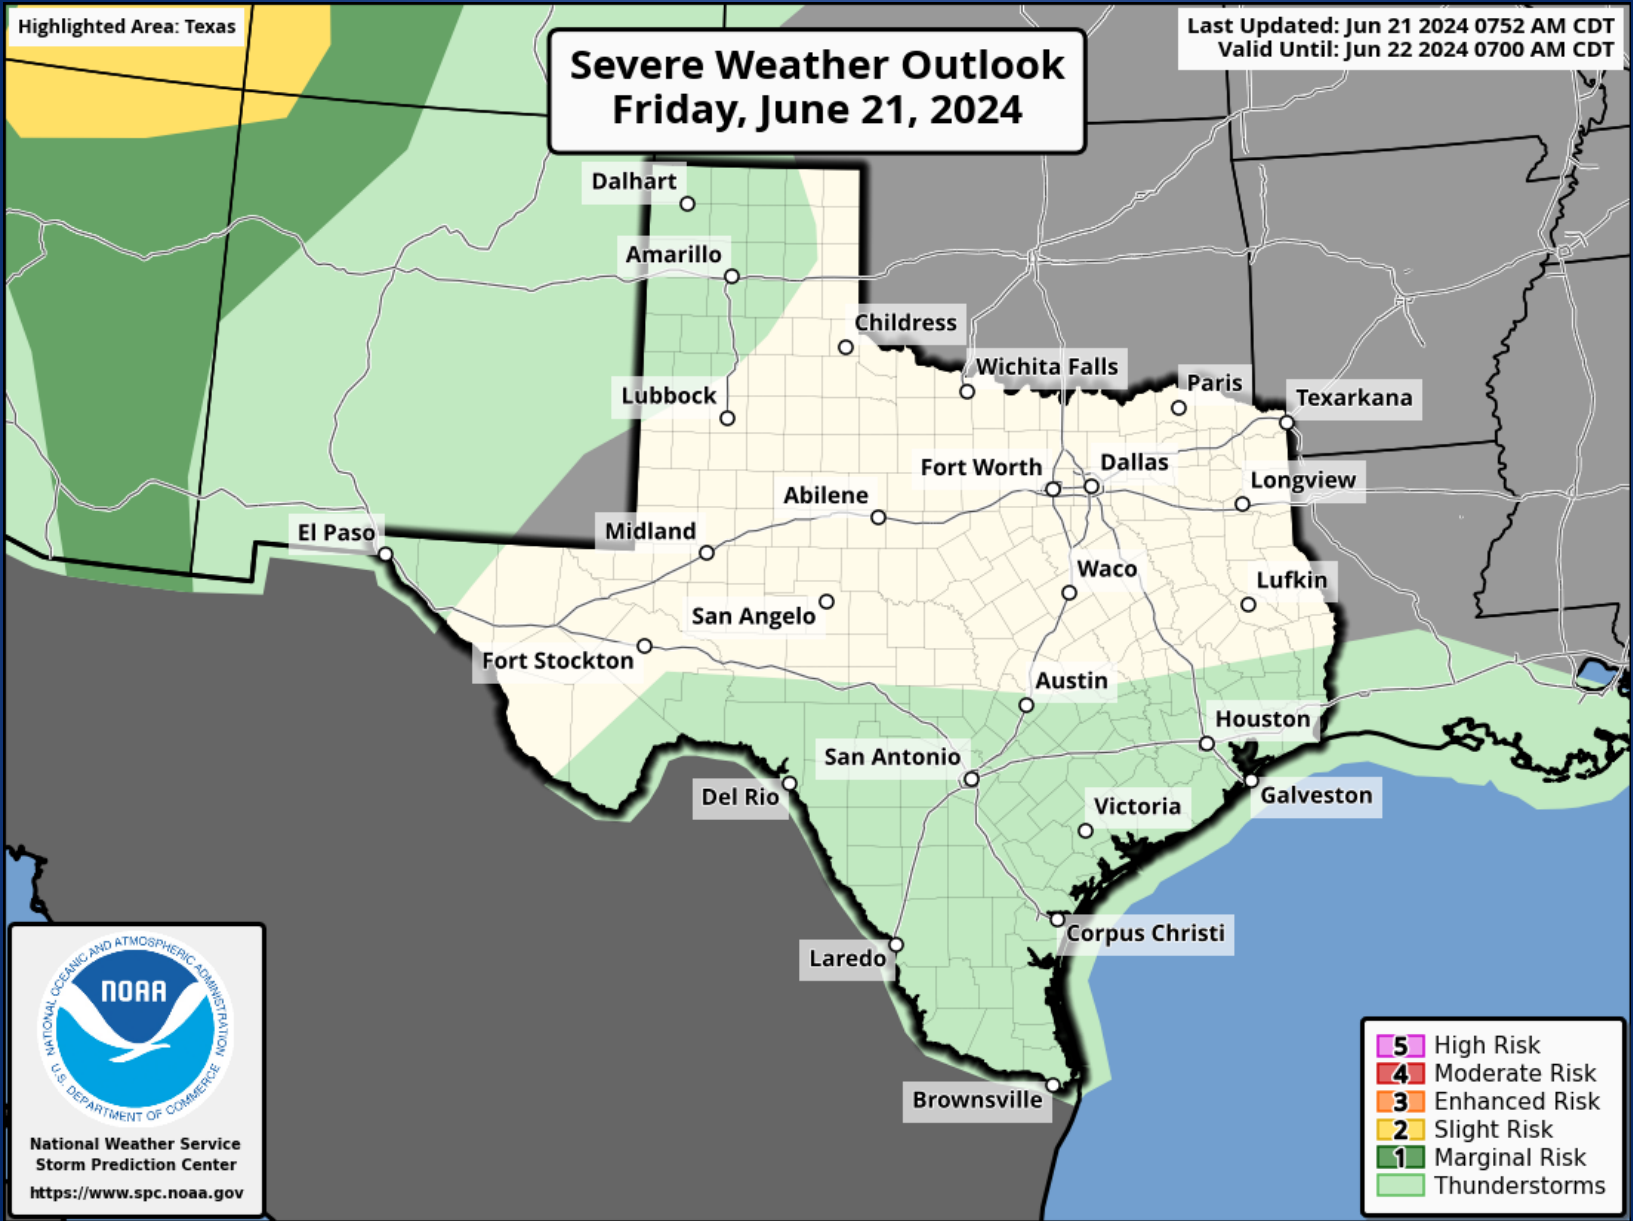 Highlighted Area: Texas
Severe Weather Outlook
Friday, June 21, 2024
Last Updated: Jun 21 2024 0752 AM CDT
Valid Until: Jun 22 2024 0700 AM CDT
Dalhart
Amarillo
Childress
Wichita Falls
Paris
Texarkana
Lubbock
Fort Worth
Dallas
Longview
Abilene
El Paso
Midland
Waco
Lufkin
San Angelo
Fort Stockton
Austin
Houston
San Antonio
Del Rio
Victoria
Galveston
Corpus Christi
Laredo
Brownsville
NATIONAL OCEANIC AND ATMOSPHERIC ADMINISTRATION
NOAA
U.S. DEPARTMENT OF COMMERCE
National Weather Service
Storm Prediction Center
https://www.spc.noaa.gov
5 High Risk
4 Moderate Risk
3 Enhanced Risk
2 Slight Risk
1 Marginal Risk
Thunderstorms